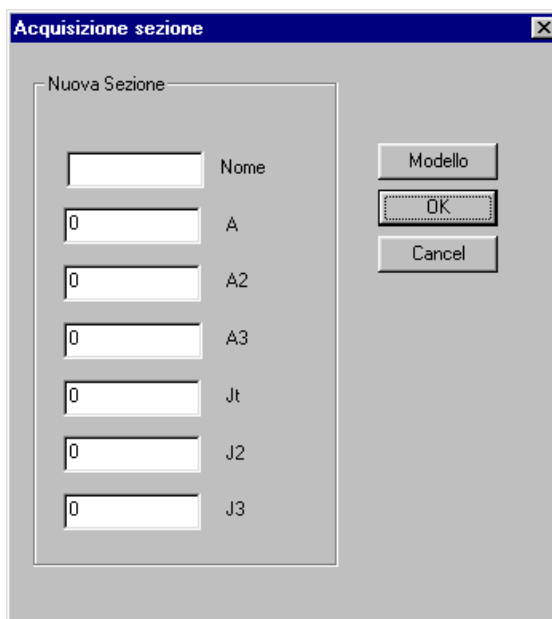 Acquisizione sezione
Nuova Sezione
Nome
0 A
0 A2
0 A3
0 Jt
0 J2
0 J3
Modello
OK
Cancel